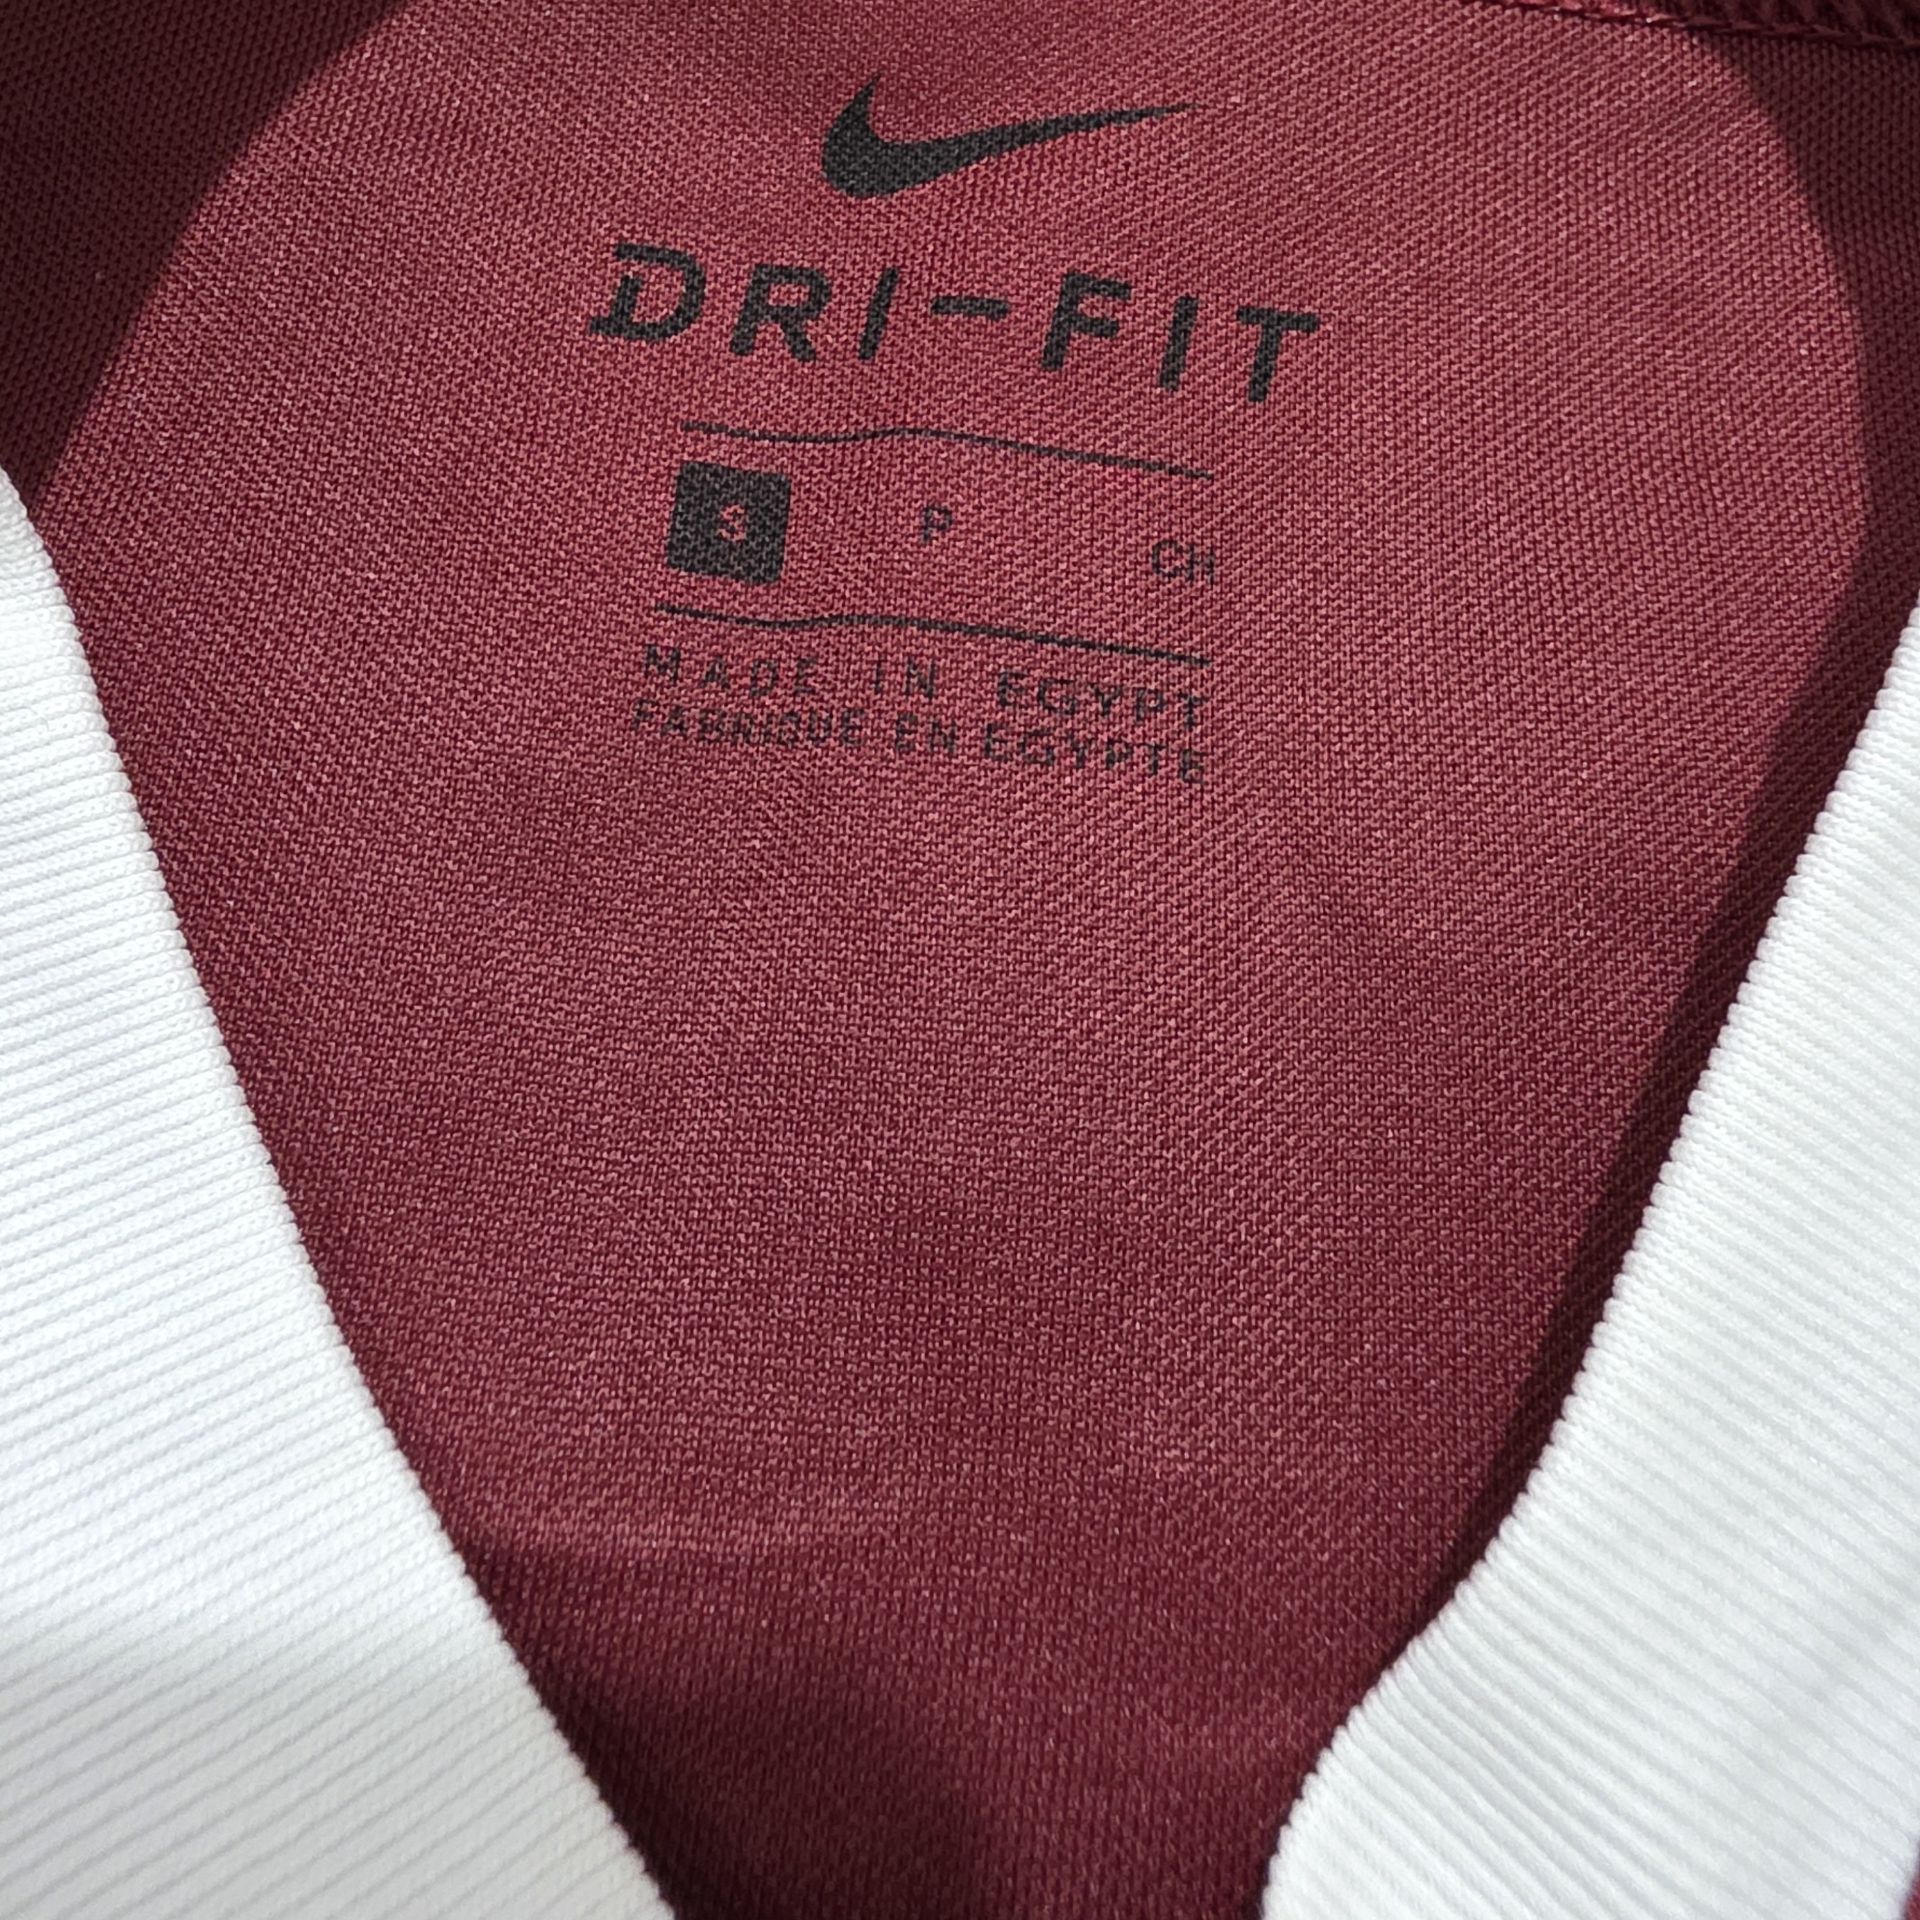 DRI-FIT
S P CH
MADE IN EGYPT
FABRIQUE EN EGYPTE